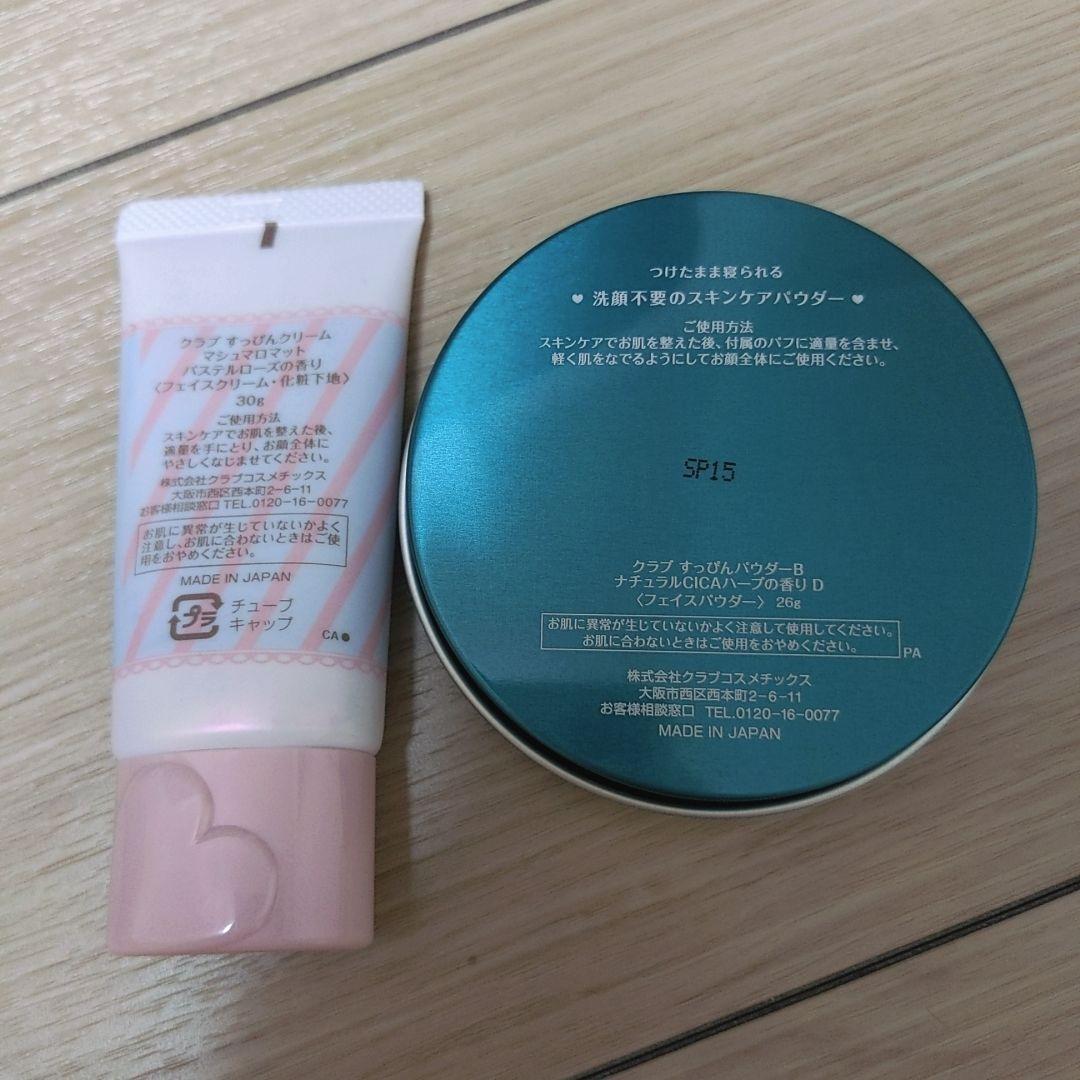 クラブ すっぴんクリーム
マシュマロマット
パステルローズの香り
〈フェイスクリーム・化粧下地〉
30g
ご使用方法
スキンケアでお肌を整えた後、
適量を手にとり、お顔全体に
やさしくなじませてください。
株式会社クラブコスメチックス
大阪市西区西本町2-6-11
お客様相談窓口 TEL.0120-16-0077
お肌に異常が生じていないかよく
注意し、お肌に合わないときはご使
用をおやめください。
MADE IN JAPAN
プラ
チューブ
キャップ
CA●
つけたまま寝られる
♥ 洗顔不要のスキンケアパウダー ♥
ご使用方法
スキンケアでお肌を整えた後、付属のパフに適量を含ませ、
軽く肌をなでるようにしてお顔全体にご使用ください。
SP15
クラブ すっぴんパウダーB
ナチュラルCICAハーブの香り D
〈フェイスパウダー〉 26g
お肌に異常が生じていないかよく注意して使用してください。
お肌に合わないときはご使用をおやめください。
PA
株式会社クラブコスメチックス
大阪市西区西本町2-6-11
お客様相談窓口 TEL.0120-16-0077
MADE IN JAPAN